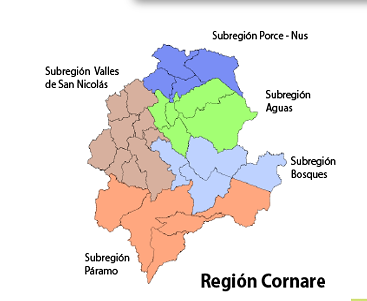 Subregión Porce - Nus
Subregión Valles
de San Nicolás
Subregión
Aguas
Subregión
Bosques
Subregión
Páramo
Región Cornare